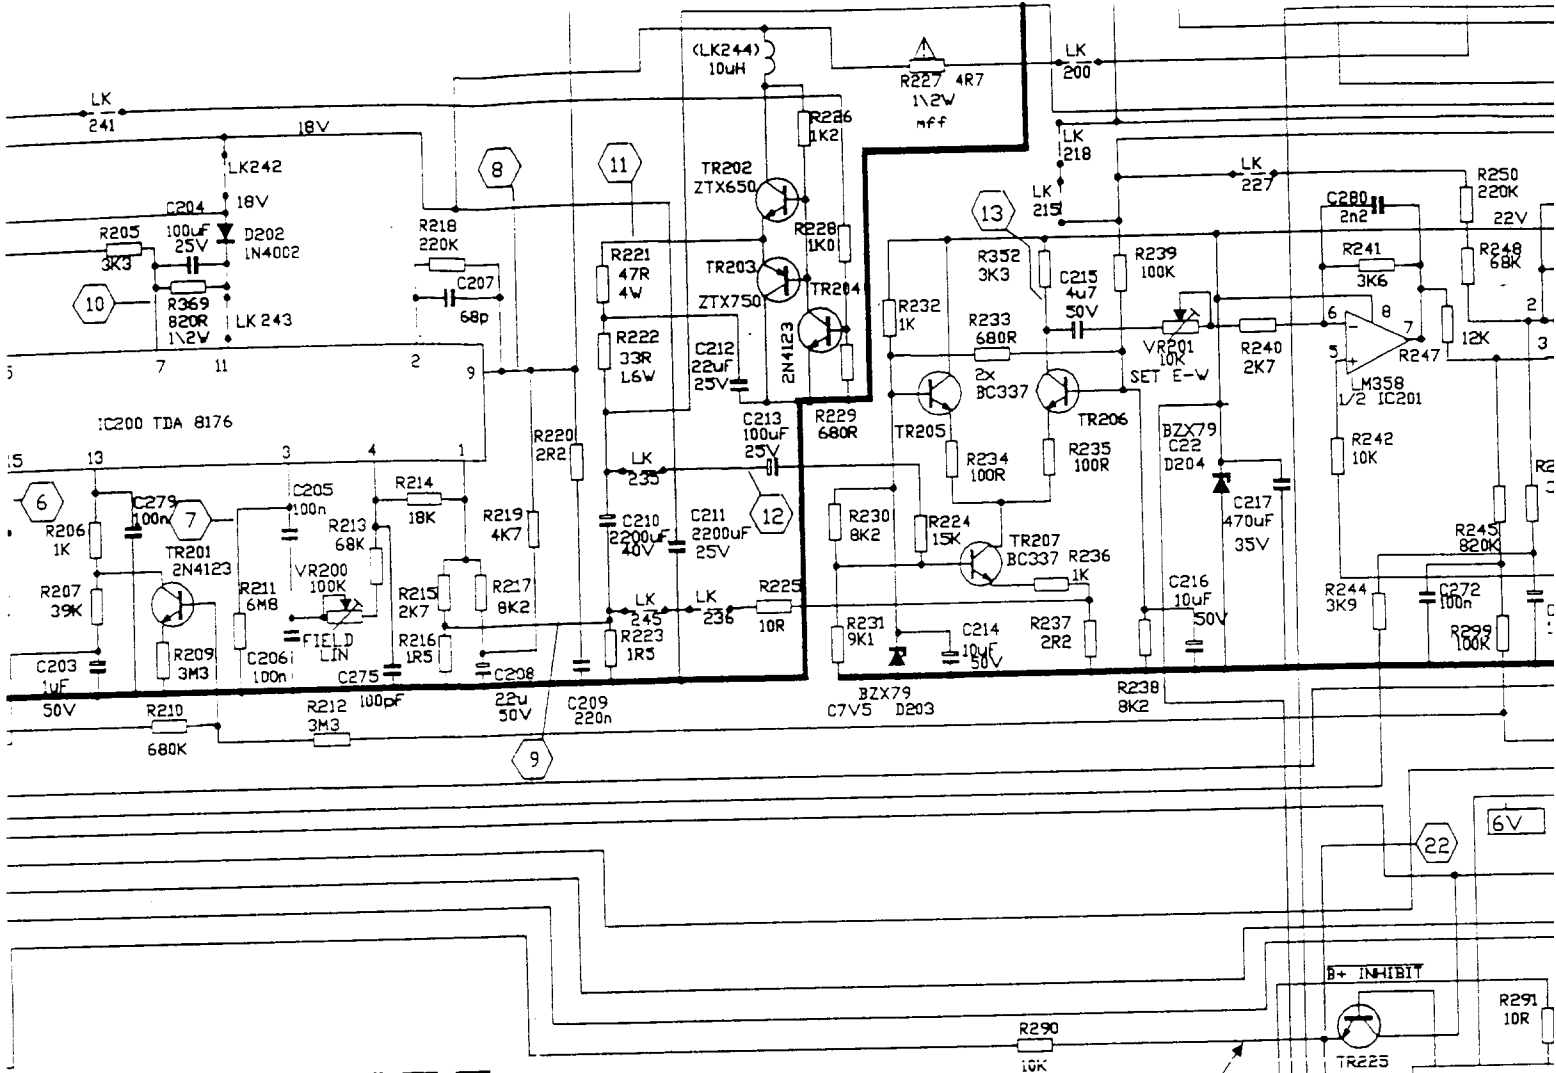 (LK244)
10uH
R227 4R7
1\2W
mff
LK
200
LK
241
18V
LK242
18V
C204
100uF
25V
D202
1N4002
R205
3K3
R369
820R
1\2W
LK 243
10
8
11
R218
220K
C207
68p
R226
1K2
TR202
ZTX650
R228
1K0
R221
47R
4W
TR203
ZTX750
TR204
2N4123
R222
33R
1.6W
C212
22uF
25V
R229
680R
LK
218
LK
215
LK
227
13
R352
3K3
C215
4u7
50V
R239
100K
R232
1K
R233
680R
2x
BC337
TR205
TR206
R234
100R
R235
100R
VR201
10K
SET E-W
R240
2K7
C280
2n2
R241
3K6
R250
220K
22V
R248
68K
6
8
7
5
LM358
1/2 IC201
R247
12K
2
3
R242
10K
BZX79
C22
D204
C217
470uF
35V
7
11
2
9
IC200 TDA 8176
5
15
13
3
4
1
6
7
R206
1K
C279
100n
TR201
2N4123
R207
39K
R211
6M8
C205
100n
R213
68K
VR200
100K
FIELD
LIN
R214
18K
R215
2K7
R217
8K2
R219
4K7
R220
2R2
LK
235
C213
100uF
25V
C210
2200uF
40V
C211
2200uF
25V
12
LK
245
LK
236
R225
10R
R216
1R5
R223
1R5
C203
1uF
50V
R209
3M3
C206
100n
C275
100pF
C208
22u
50V
C209
220n
R210
680K
R212
3M3
9
R230
8K2
R224
15K
TR207
BC337
R236
1K
R231
9K1
C214
10uF
50V
R237
2R2
C216
10uF
50V
BZX79
C7V5 D203
R238
8K2
R244
3K9
R245
820K
C272
100n
R299
100K
6V
22
B+ INHIBIT
R290
10K
TR225
R291
10R